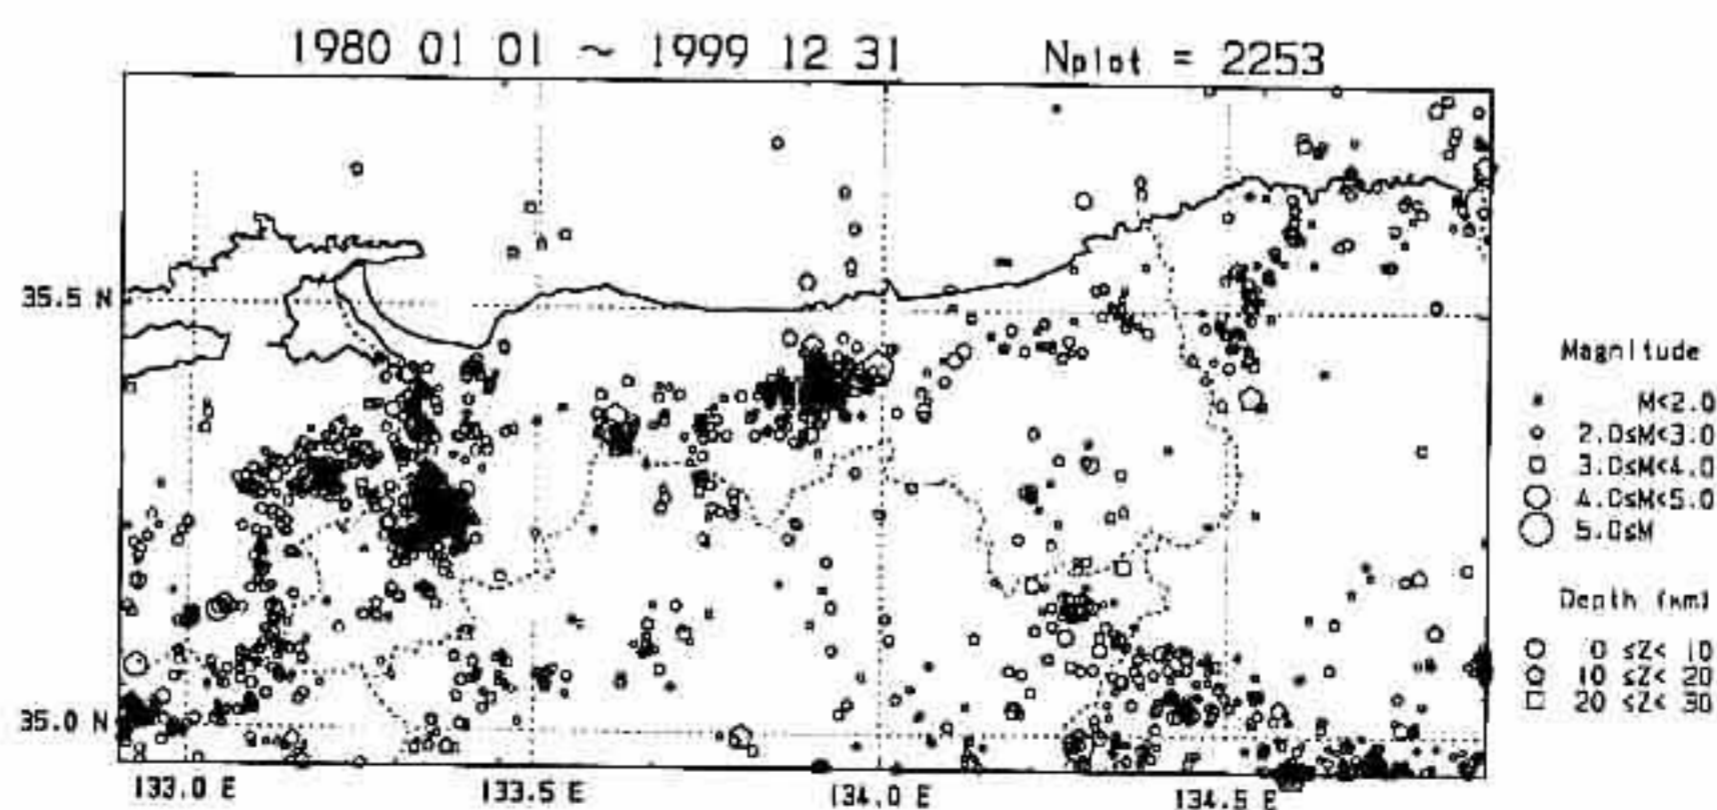 1980 01 01 ~ 1999 12 31 Nplot = 2253
35.5 N
35.0 N
133.0 E 133.5 E 134.0 E 134.5 E
Magnitude
M<2.0
2.0≤M<3.0
3.0≤M<4.0
4.0≤M<5.0
5.0≤M
Depth (km)
0 ≤Z< 10
10 ≤Z< 20
20 ≤Z< 30